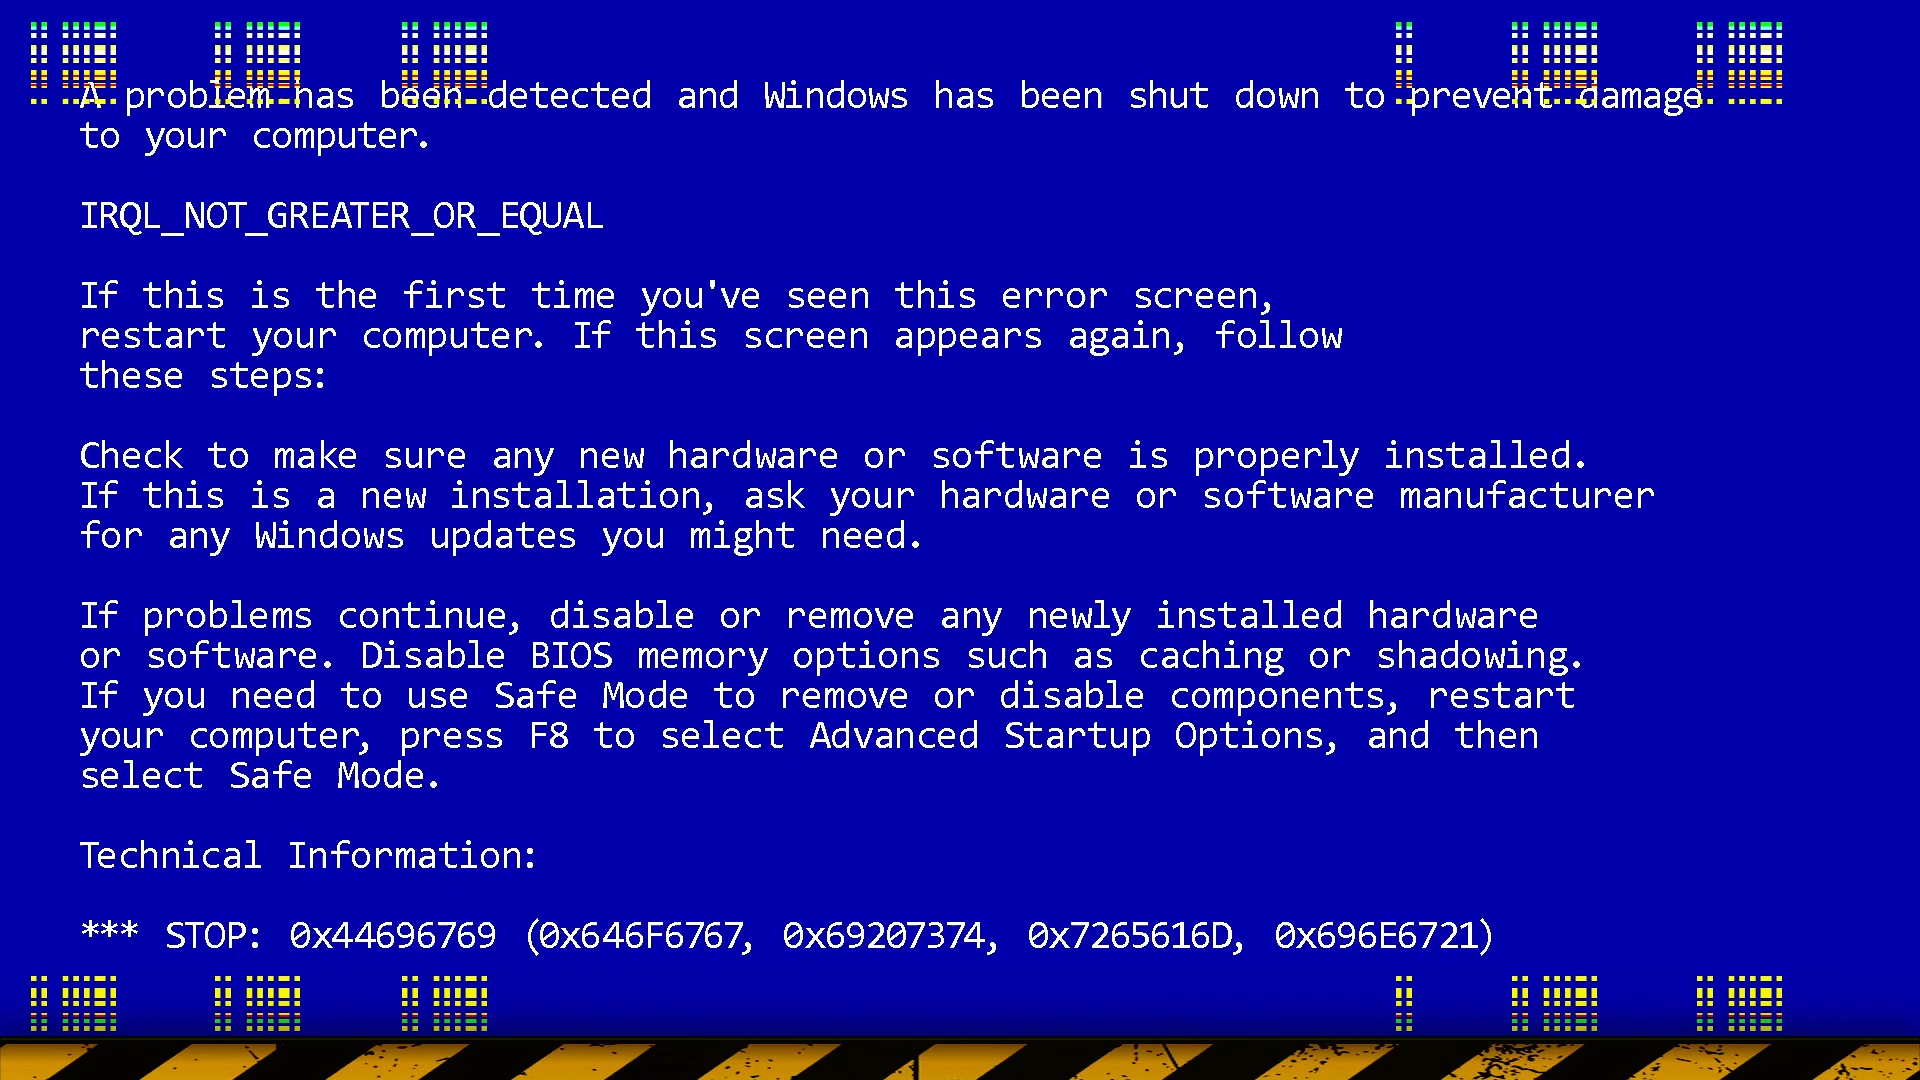 A problem has been detected and Windows has been shut down to prevent damage
to your computer.
IRQL_NOT_GREATER_OR_EQUAL
If this is the first time you've seen this error screen,
restart your computer. If this screen appears again, follow
these steps:
Check to make sure any new hardware or software is properly installed.
If this is a new installation, ask your hardware or software manufacturer
for any Windows updates you might need.
If problems continue, disable or remove any newly installed hardware
or software. Disable BIOS memory options such as caching or shadowing.
If you need to use Safe Mode to remove or disable components, restart
your computer, press F8 to select Advanced Startup Options, and then
select Safe Mode.
Technical Information:
*** STOP: 0x44696769 (0x646F6767, 0x69207374, 0x7265616D, 0x696E6721)